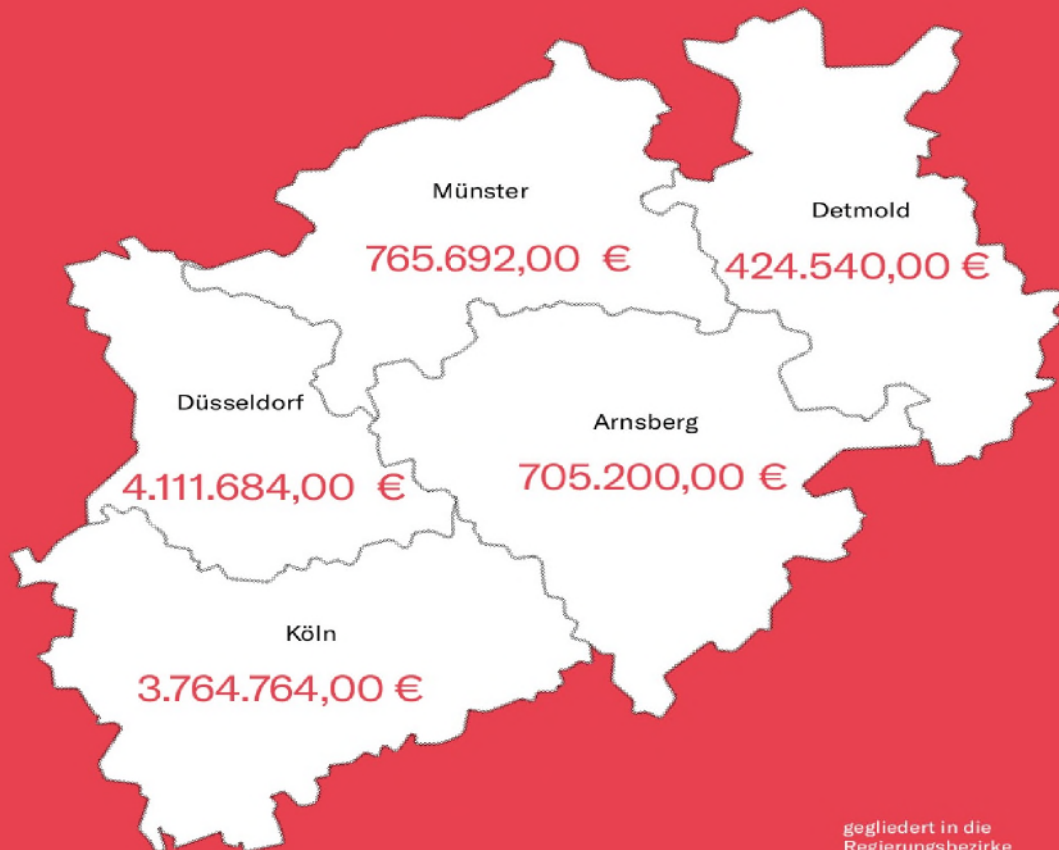 Münster
765.692,00 €
Detmold
424.540,00 €
Düsseldorf
4.111.684,00 €
Arnsberg
705.200,00 €
Köln
3.764.764,00 €
gegliedert in die
Regierungsbezirke